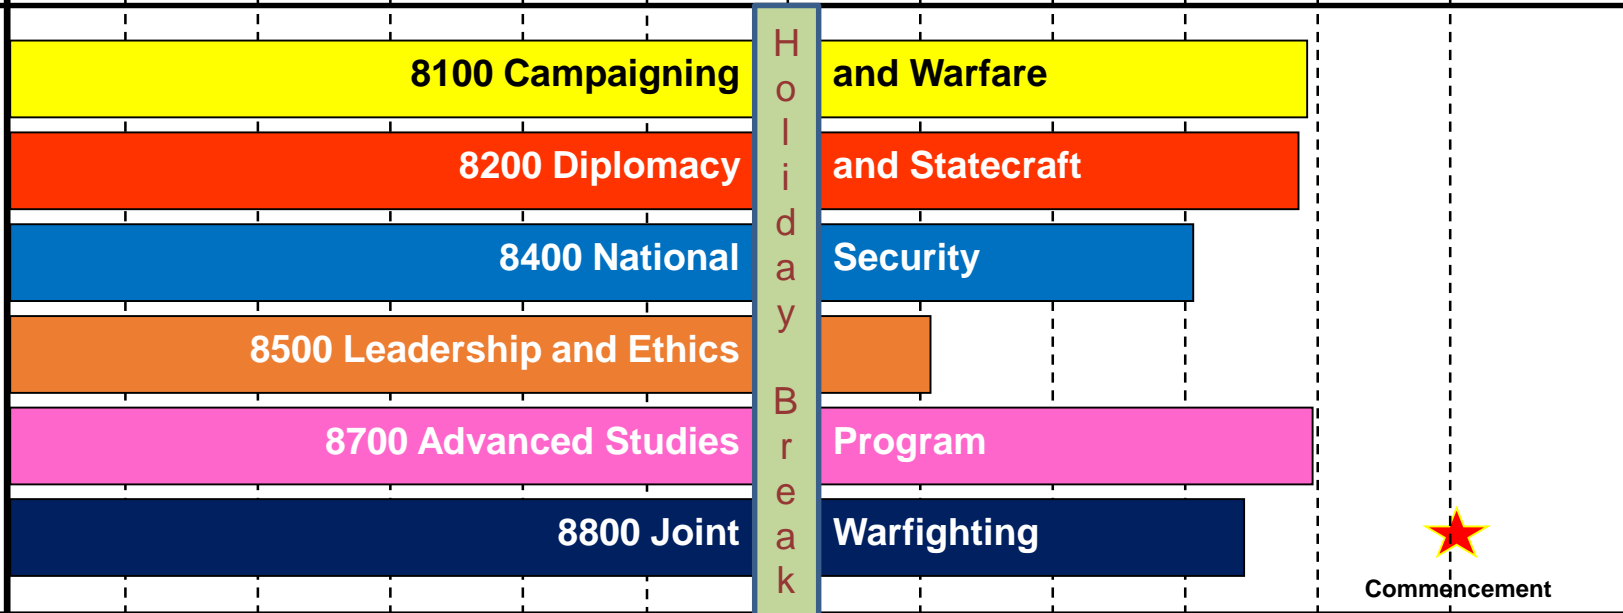 8100 Campaigning and Warfare
8200 Diplomacy and Statecraft
8400 National Security
8500 Leadership and Ethics
8700 Advanced Studies Program
8800 Joint Warfighting
Holiday Break
Commencement